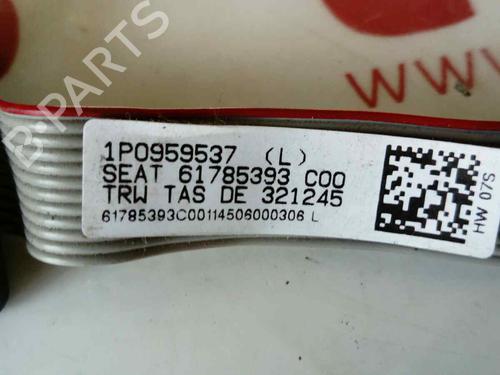 WWW.
B-PARTS
1P0959537 (L)
SEAT 61785393 C00
TRW TAS DE 321245
61785393C00114506000306 L
HW 07S